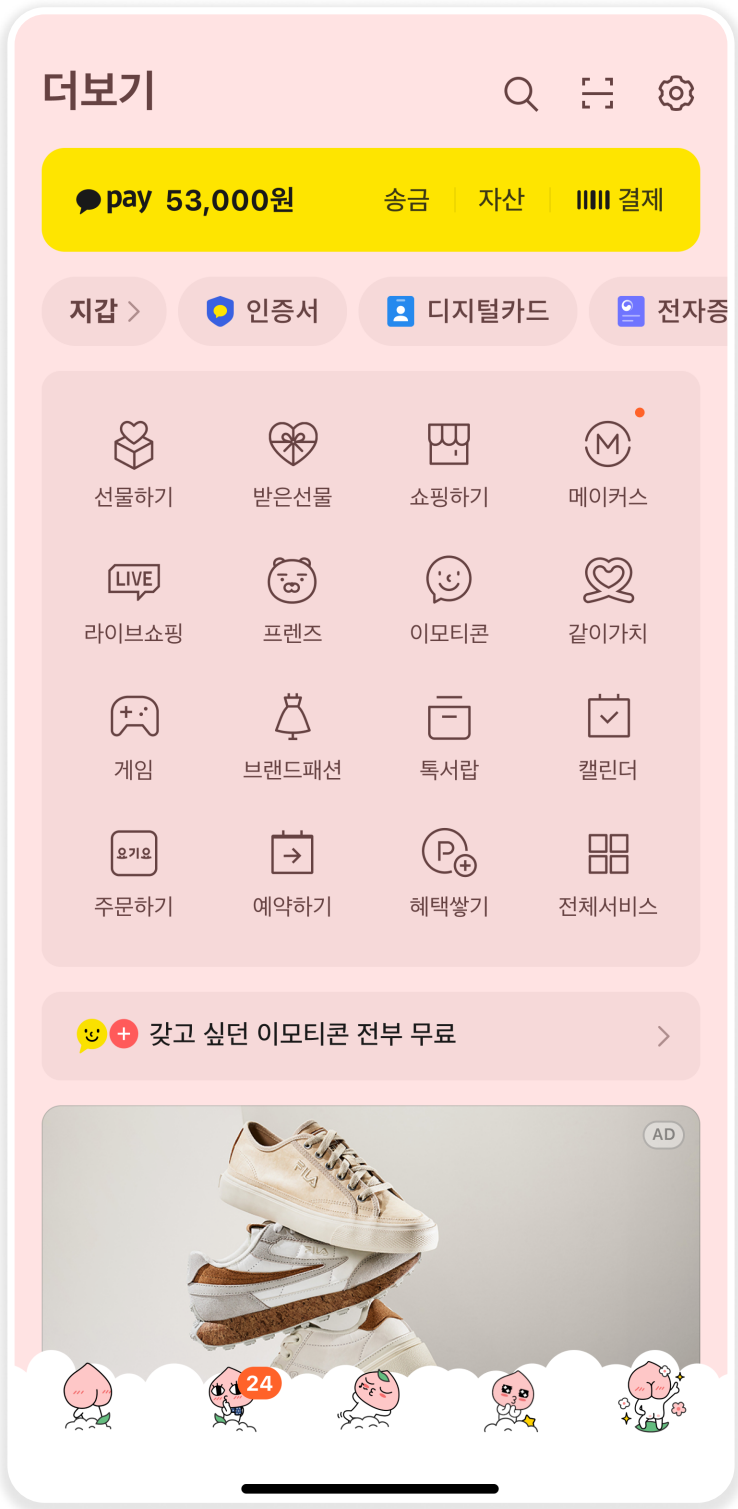 더보기
pay 53,000원 송금 자산 결제
지갑 인증서 디지털카드 전자증
선물하기 받은선물 쇼핑하기 메이커스
LIVE
라이브쇼핑 프렌즈 이모티콘 같이가치
게임 브랜드패션 톡서랍 캘린더
요기요
주문하기 예약하기 혜택쌓기 전체서비스
갖고 싶던 이모티콘 전부 무료
AD
FILA
FILA
24